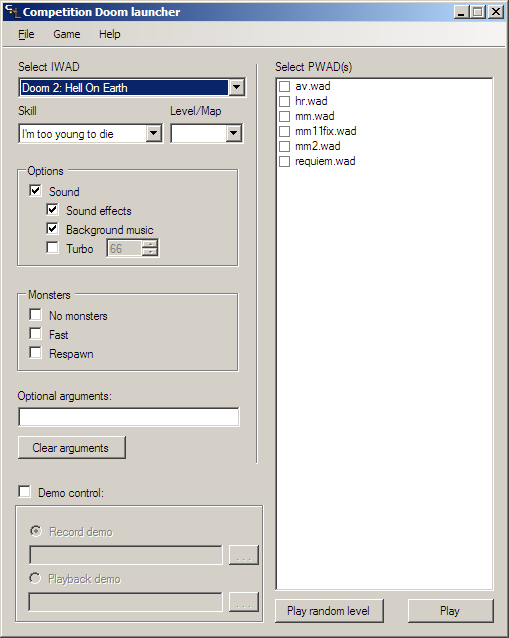 Competition Doom launcher
File Game Help
Select IWAD
Doom 2: Hell On Earth
Skill Level/Map
I'm too young to die
Options
Sound
Sound effects
Background music
Turbo 66
Monsters
No monsters
Fast
Respawn
Optional arguments:
Clear arguments
Demo control:
Record demo
...
Playback demo
...
Select PWAD(s)
av.wad
hr.wad
mm.wad
mm11fix.wad
mm2.wad
requiem.wad
Play random level Play